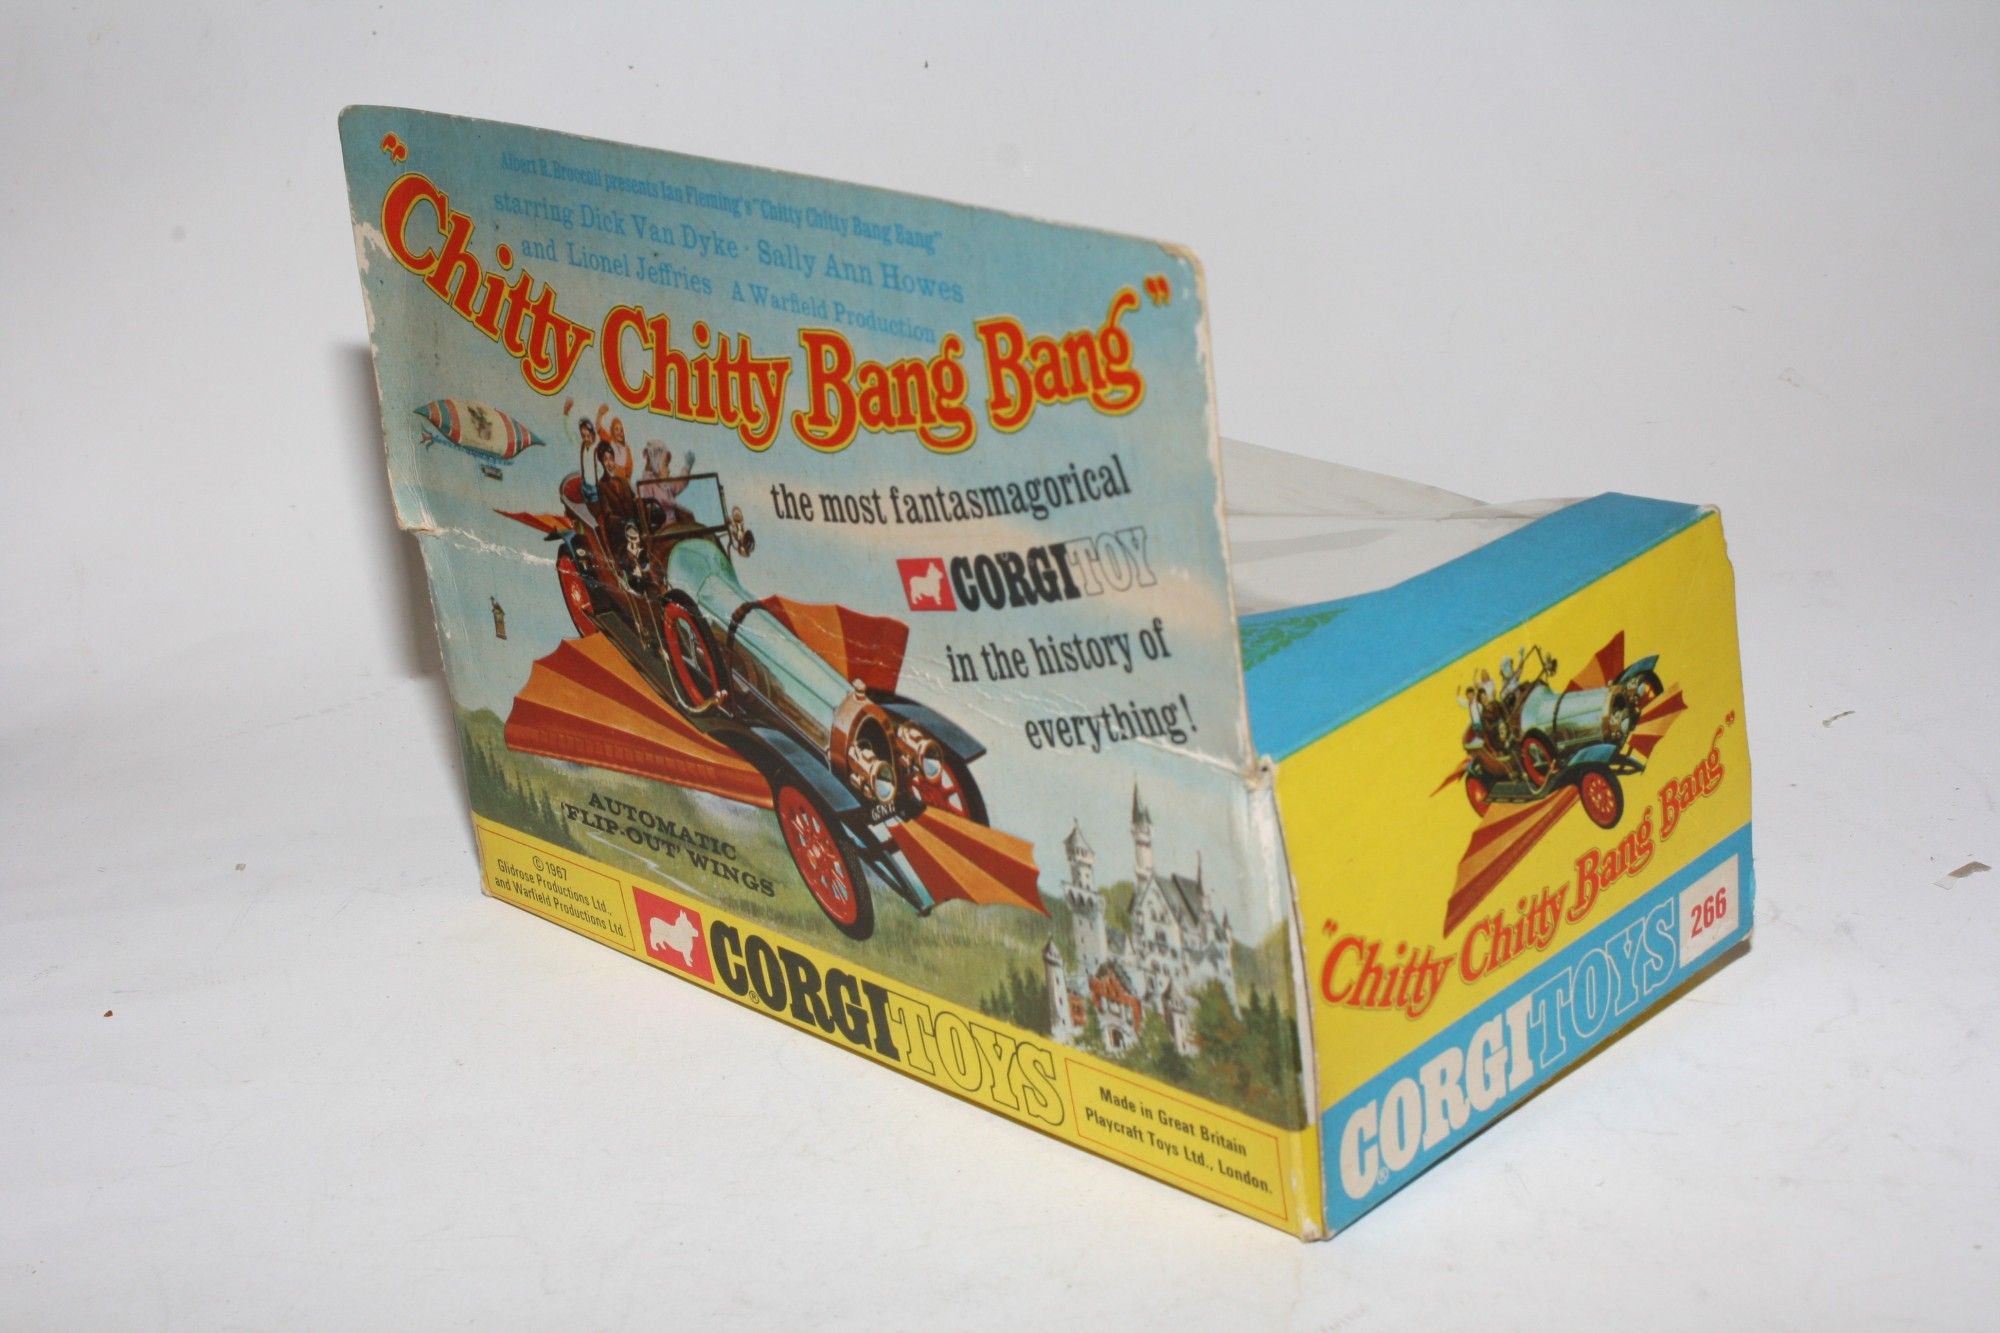 Albert R. Broccoli presents Ian Fleming's "Chitty Chitty Bang Bang"
starring Dick Van Dyke · Sally Ann Howes
and Lionel Jeffries A Warfield Production
"Chitty Chitty Bang Bang"
the most fantasmagorical
CORGI TOY
in the history of
everything!
AUTOMATIC
'FLIP-OUT' WINGS
© 1967
Glidrose Productions Ltd.,
and Warfield Productions Ltd.
CORGI TOYS
®
Made in Great Britain
Playcraft Toys Ltd., London.
"Chitty Chitty Bang Bang"
CORGI TOYS
®
266